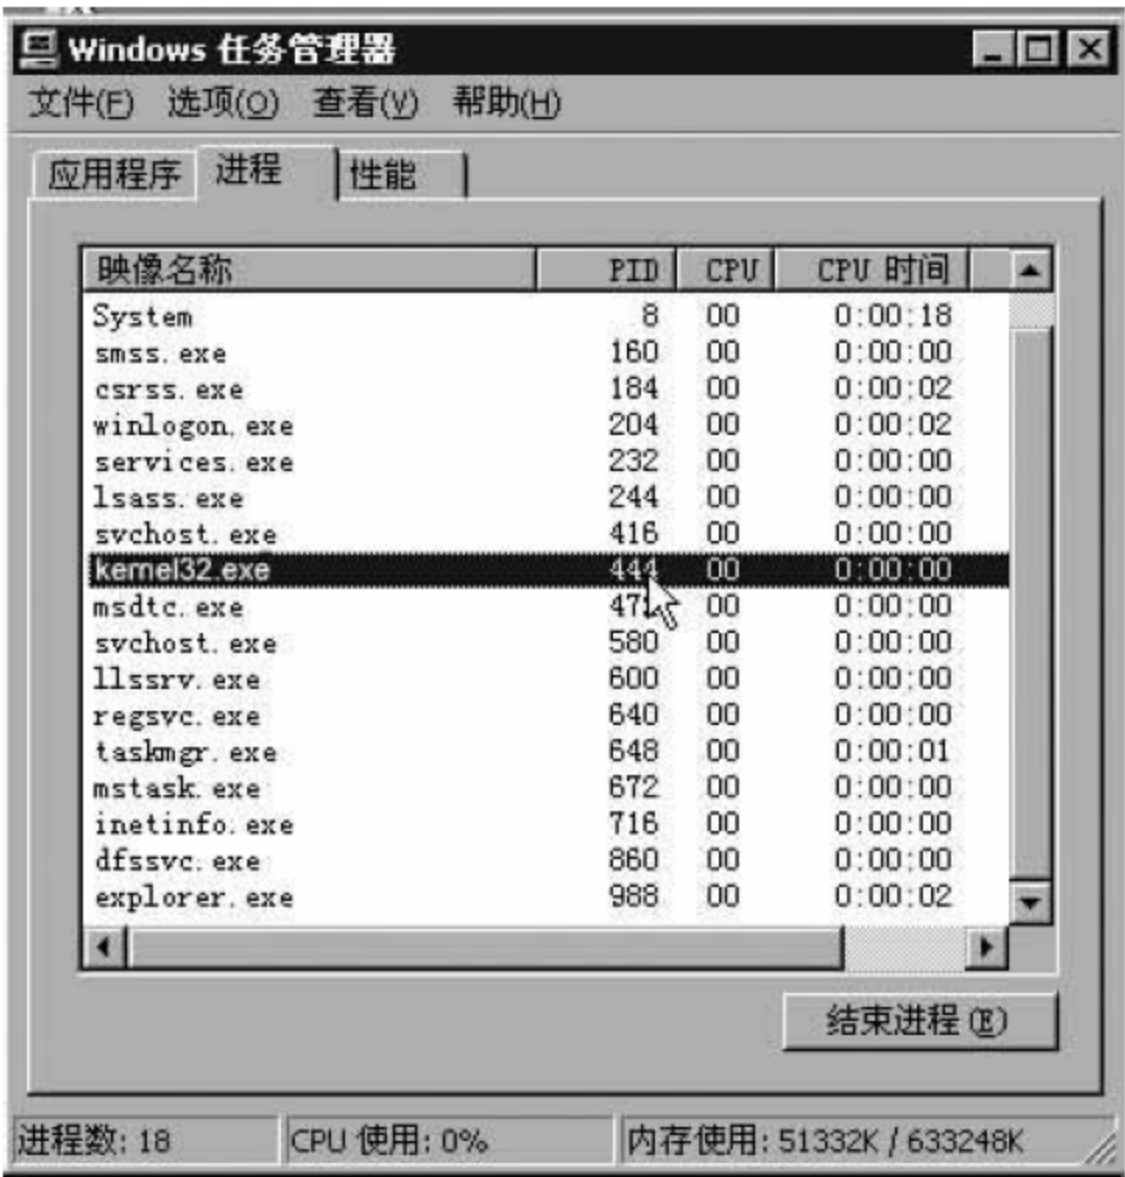 Windows 任务管理器
文件(F) 选项(O) 查看(V) 帮助(H)
应用程序 进程 性能
映像名称 PID CPU CPU 时间
System 8 00 0:00:18
smss.exe 160 00 0:00:00
csrss.exe 184 00 0:00:02
winlogon.exe 204 00 0:00:02
services.exe 232 00 0:00:00
lsass.exe 244 00 0:00:00
svchost.exe 416 00 0:00:00
kernel32.exe 444 00 0:00:00
msdtc.exe 00 0:00:00
svchost.exe 580 00 0:00:00
llssrv.exe 600 00 0:00:00
regsvc.exe 640 00 0:00:00
taskmgr.exe 648 00 0:00:01
mstask.exe 672 00 0:00:00
inetinfo.exe 716 00 0:00:00
dfssvc.exe 860 00 0:00:00
explorer.exe 988 00 0:00:02
结束进程(E)
进程数: 18 CPU 使用: 0% 内存使用: 51332K / 633248K